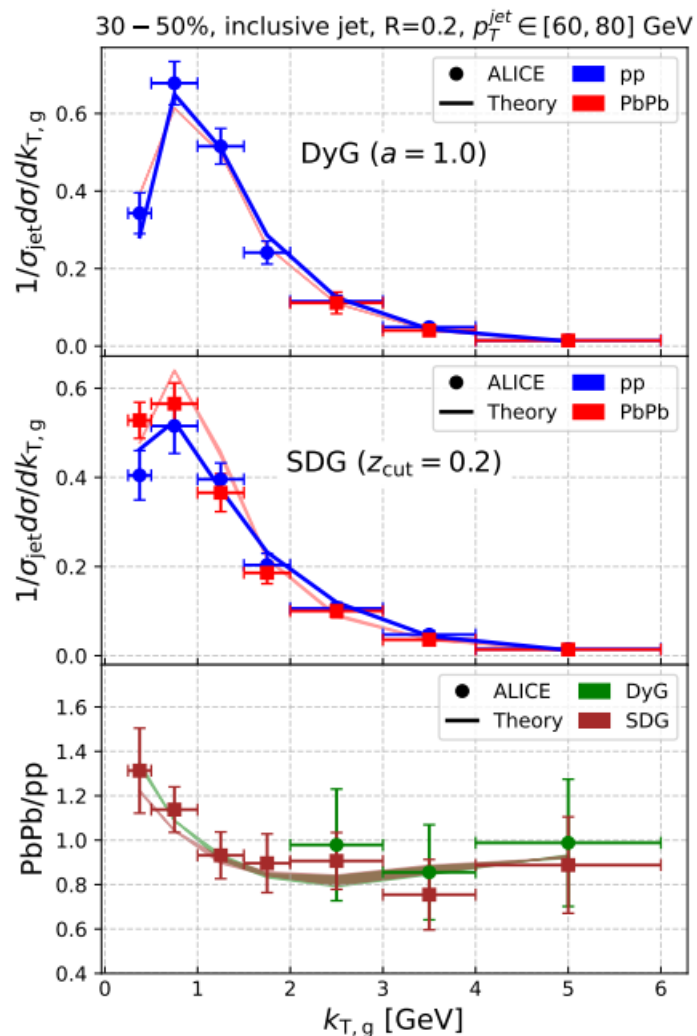 30 − 50%, inclusive jet, R=0.2, $p_T^{jet}$ ∈ [60, 80] GeV
ALICE pp
Theory PbPb
DyG (a = 1.0)
1/σ_jet dσ/dk_T, g
0.6
0.4
0.2
0.0
ALICE pp
Theory PbPb
SDG (z_cut = 0.2)
1/σ_jet dσ/dk_T, g
0.6
0.4
0.2
0.0
ALICE DyG
Theory SDG
PbPb/pp
1.6
1.4
1.2
1.0
0.8
0.6
0.4
0 1 2 3 4 5 6
k_T, g [GeV]